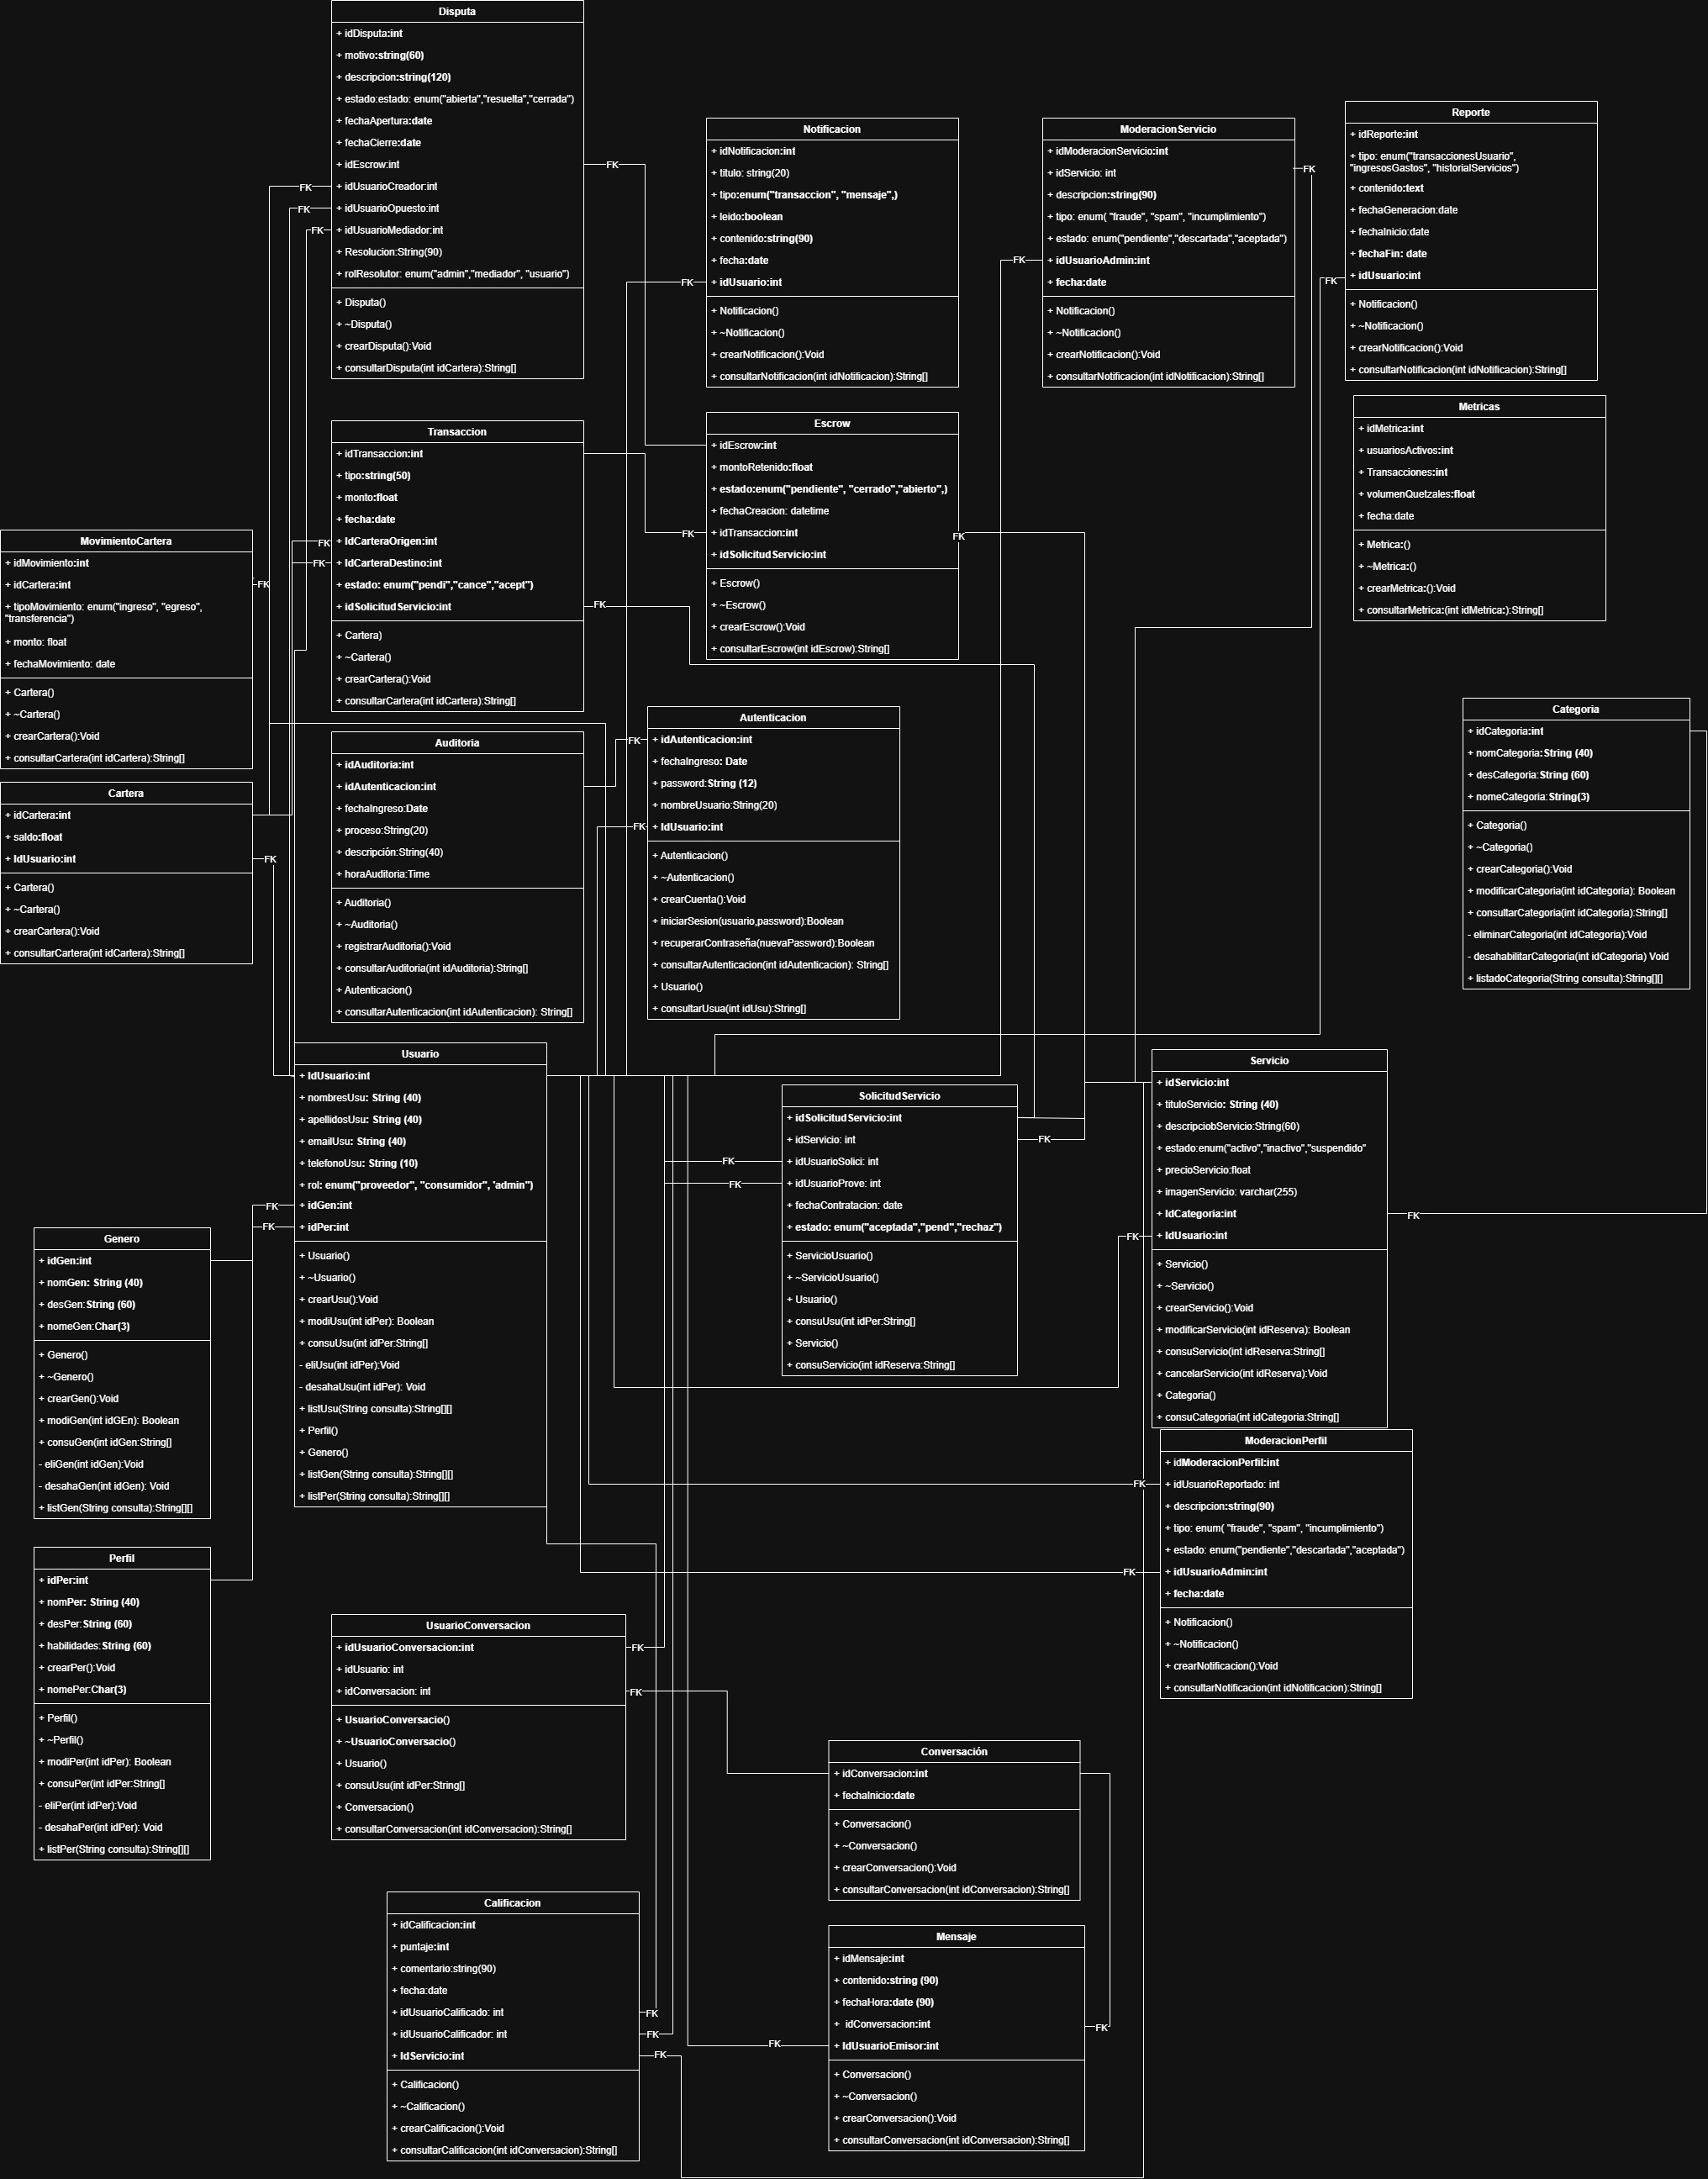 Disputa
+ idDisputa:int
+ motivo:string(60)
+ descripcion:string(120)
+ estado:estado: enum("abierta","resuelta","cerrada")
+ fechaApertura:date
+ fechaCierre:date
+ idEscrow:int
+ idUsuarioCreador:int
+ idUsuarioOpuesto:int
+ idUsuarioMediador:int
+ Resolucion:String(90)
+ rolResolutor: enum("admin","mediador", "usuario")
+ Disputa()
+ ~Disputa()
+ crearDisputa():Void
+ consultarDisputa(int idCartera):String[]
FK
FK
FK
FK
Notificacion
+ idNotificacion:int
+ titulo: string(20)
+ tipo:enum("transaccion", "mensaje",)
+ leido:boolean
+ contenido:string(90)
+ fecha:date
+ idUsuario:int
+ Notificacion()
+ ~Notificacion()
+ crearNotificacion():Void
+ consultarNotificacion(int idNotificacion):String[]
FK
ModeracionServicio
+ idModeracionServicio:int
+ idServicio: int
+ descripcion:string(90)
+ tipo: enum( "fraude", "spam", "incumplimiento")
+ estado: enum("pendiente","descartada","aceptada")
+ idUsuarioAdmin:int
+ fecha:date
+ Notificacion()
+ ~Notificacion()
+ crearNotificacion():Void
+ consultarNotificacion(int idNotificacion):String[]
FK
FK
Reporte
+ idReporte:int
+ tipo: enum("transaccionesUsuario",
"ingresosGastos", "historialServicios")
+ contenido:text
+ fechaGeneracion:date
+ fechaInicio:date
+ fechaFin: date
+ idUsuario:int
+ Notificacion()
+ ~Notificacion()
+ crearNotificacion():Void
+ consultarNotificacion(int idNotificacion):String[]
FK
Metricas
+ idMetrica:int
+ usuariosActivos:int
+ Transacciones:int
+ volumenQuetzales:float
+ fecha:date
+ Metrica:()
+ ~Metrica:()
+ crearMetrica:():Void
+ consultarMetrica:(int idMetrica:):String[]
Transaccion
+ idTransaccion:int
+ tipo:string(50)
+ monto:float
+ fecha:date
+ IdCarteraOrigen:int
+ IdCarteraDestino:int
+ estado: enum("pendi","cance","acept")
+ idSolicitudServicio:int
+ Cartera)
+ ~Cartera()
+ crearCartera():Void
+ consultarCartera(int idCartera):String[]
FK
FK
FK
Escrow
+ idEscrow:int
+ montoRetenido:float
+ estado:enum("pendiente", "cerrado","abierto",)
+ fechaCreacion: datetime
+ idTransaccion:int
+ idSolicitudServicio:int
+ Escrow()
+ ~Escrow()
+ crearEscrow():Void
+ consultarEscrow(int idEscrow):String[]
FK
FK
MovimientoCartera
+ idMovimiento:int
+ idCartera:int
+ tipoMovimiento: enum("ingreso", "egreso",
"transferencia")
+ monto: float
+ fechaMovimiento: date
+ Cartera()
+ ~Cartera()
+ crearCartera():Void
+ consultarCartera(int idCartera):String[]
FK
Cartera
+ idCartera:int
+ saldo:float
+ IdUsuario:int
+ Cartera()
+ ~Cartera()
+ crearCartera():Void
+ consultarCartera(int idCartera):String[]
FK
Auditoria
+ idAuditoria:int
+ idAutenticacion:int
+ fechaIngreso:Date
+ proceso:String(20)
+ descripción:String(40)
+ horaAuditoria:Time
+ Auditoria()
+ ~Auditoria()
+ registrarAuditoria():Void
+ consultarAuditoria(int idAuditoria):String[]
+ Autenticacion()
+ consultarAutenticacion(int idAutenticacion): String[]
FK
Autenticacion
+ idAutenticacion:int
+ fechaIngreso: Date
+ password:String (12)
+ nombreUsuario:String(20)
+ IdUsuario:int
+ Autenticacion()
+ ~Autenticacion()
+ crearCuenta():Void
+ iniciarSesion(usuario,password):Boolean
+ recuperarContraseña(nuevaPassword):Boolean
+ consultarAutenticacion(int idAutenticacion): String[]
+ Usuario()
+ consultarUsua(int idUsu):String[]
FK
Categoria
+ idCategoria:int
+ nomCategoria:String (40)
+ desCategoria:String (60)
+ nomeCategoria:String(3)
+ Categoria()
+ ~Categoria()
+ crearCategoria():Void
+ modificarCategoria(int idCategoria): Boolean
+ consultarCategoria(int idCategoria):String[]
- eliminarCategoria(int idCategoria):Void
- desahabilitarCategoria(int idCategoria) Void
+ listadoCategoria(String consulta):String[][]
Usuario
+ IdUsuario:int
+ nombresUsu: String (40)
+ apellidosUsu: String (40)
+ emailUsu: String (40)
+ telefonoUsu: String (10)
+ rol: enum("proveedor", "consumidor", 'admin")
+ idGen:int
+ idPer:int
+ Usuario()
+ ~Usuario()
+ crearUsu():Void
+ modiUsu(int idPer): Boolean
+ consuUsu(int idPer:String[]
- eliUsu(int idPer):Void
- desahaUsu(int idPer): Void
+ listUsu(String consulta):String[][]
+ Perfil()
+ Genero()
+ listGen(String consulta):String[][]
+ listPer(String consulta):String[][]
FK
FK
SolicitudServicio
+ idSolicitudServicio:int
+ idServicio: int
+ idUsuarioSolici: int
+ idUsuarioProve: int
+ fechaContratacion: date
+ estado: enum("aceptada","pend","rechaz")
+ ServicioUsuario()
+ ~ServicioUsuario()
+ Usuario()
+ consuUsu(int idPer:String[]
+ Servicio()
+ consuServicio(int idReserva:String[]
FK
FK
FK
Servicio
+ idServicio:int
+ tituloServicio: String (40)
+ descripciobServicio:String(60)
+ estado:enum("activo","inactivo","suspendido"
+ precioServicio:float
+ imagenServicio: varchar(255)
+ IdCategoria:int
+ IdUsuario:int
+ Servicio()
+ ~Servicio()
+ crearServicio():Void
+ modificarServicio(int idReserva): Boolean
+ consuServicio(int idReserva:String[]
+ cancelarServicio(int idReserva):Void
+ Categoria()
+ consuCategoria(int idCategoria:String[]
FK
FK
Genero
+ idGen:int
+ nomGen: String (40)
+ desGen:String (60)
+ nomeGen:Char(3)
+ Genero()
+ ~Genero()
+ crearGen():Void
+ modiGen(int idGEn): Boolean
+ consuGen(int idGen:String[]
- eliGen(int idGen):Void
- desahaGen(int idGen): Void
+ listGen(String consulta):String[][]
Perfil
+ idPer:int
+ nomPer: String (40)
+ desPer:String (60)
+ habilidades:String (60)
+ crearPer():Void
+ nomePer:Char(3)
+ Perfil()
+ ~Perfil()
+ modiPer(int idPer): Boolean
+ consuPer(int idPer:String[]
- eliPer(int idPer):Void
- desahaPer(int idPer): Void
+ listPer(String consulta):String[][]
ModeracionPerfil
+ idModeracionPerfil:int
+ idUsuarioReportado: int
+ descripcion:string(90)
+ tipo: enum( "fraude", "spam", "incumplimiento")
+ estado: enum("pendiente","descartada","aceptada")
+ idUsuarioAdmin:int
+ fecha:date
+ Notificacion()
+ ~Notificacion()
+ crearNotificacion():Void
+ consultarNotificacion(int idNotificacion):String[]
FK
FK
UsuarioConversacion
+ idUsuarioConversacion:int
+ idUsuario: int
+ idConversacion: int
+ UsuarioConversacio()
+ ~UsuarioConversacio()
+ Usuario()
+ consuUsu(int idPer:String[]
+ Conversacion()
+ consultarConversacion(int idConversacion):String[]
FK
FK
Conversación
+ idConversacion:int
+ fechaInicio:date
+ Conversacion()
+ ~Conversacion()
+ crearConversacion():Void
+ consultarConversacion(int idConversacion):String[]
Calificacion
+ idCalificacion:int
+ puntaje:int
+ comentario:string(90)
+ fecha:date
+ idUsuarioCalificado: int
+ idUsuarioCalificador: int
+ IdServicio:int
+ Calificacion()
+ ~Calificacion()
+ crearCalificacion():Void
+ consultarCalificacion(int idConversacion):String[]
FK
FK
FK
Mensaje
+ idMensaje:int
+ contenido:string (90)
+ fechaHora:date (90)
+ idConversacion:int
+ IdUsuarioEmisor:int
+ Conversacion()
+ ~Conversacion()
+ crearConversacion():Void
+ consultarConversacion(int idConversacion):String[]
FK
FK